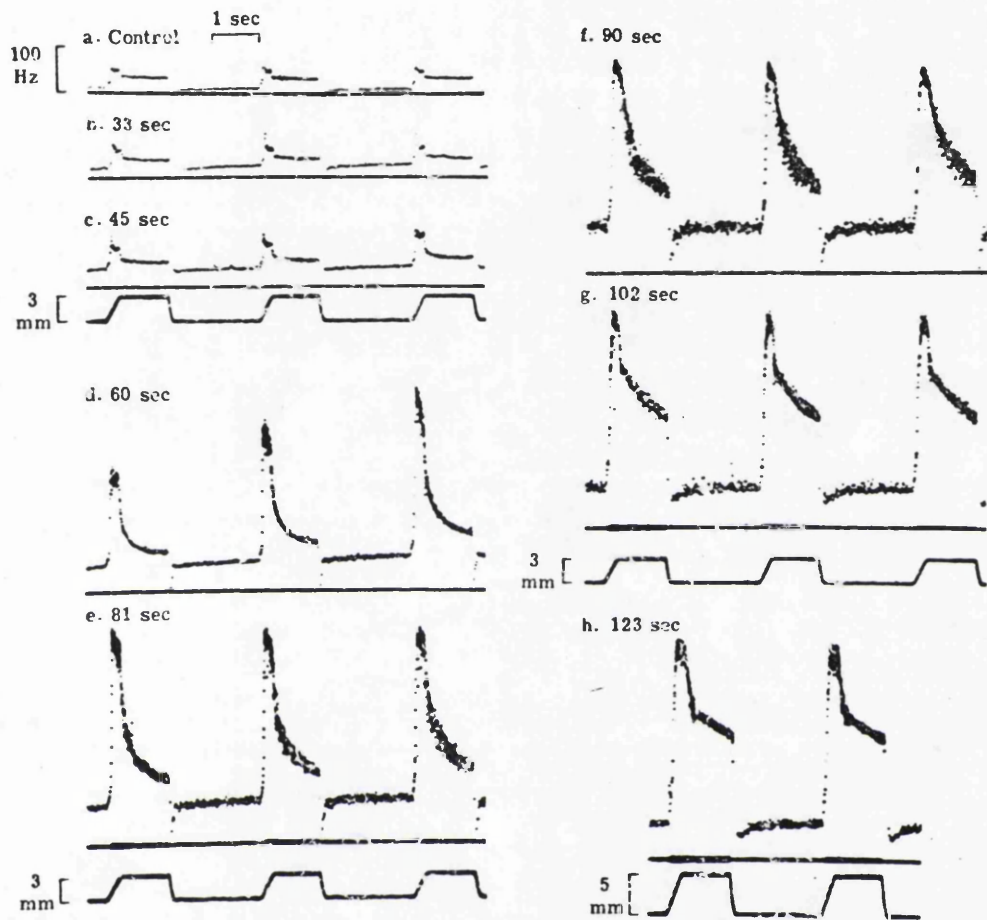 1 sec
a. Control
100
Hz
b. 33 sec
c. 45 sec
3
mm
d. 60 sec
e. 81 sec
3
mm
f. 90 sec
g. 102 sec
3
mm
h. 123 sec
5
mm